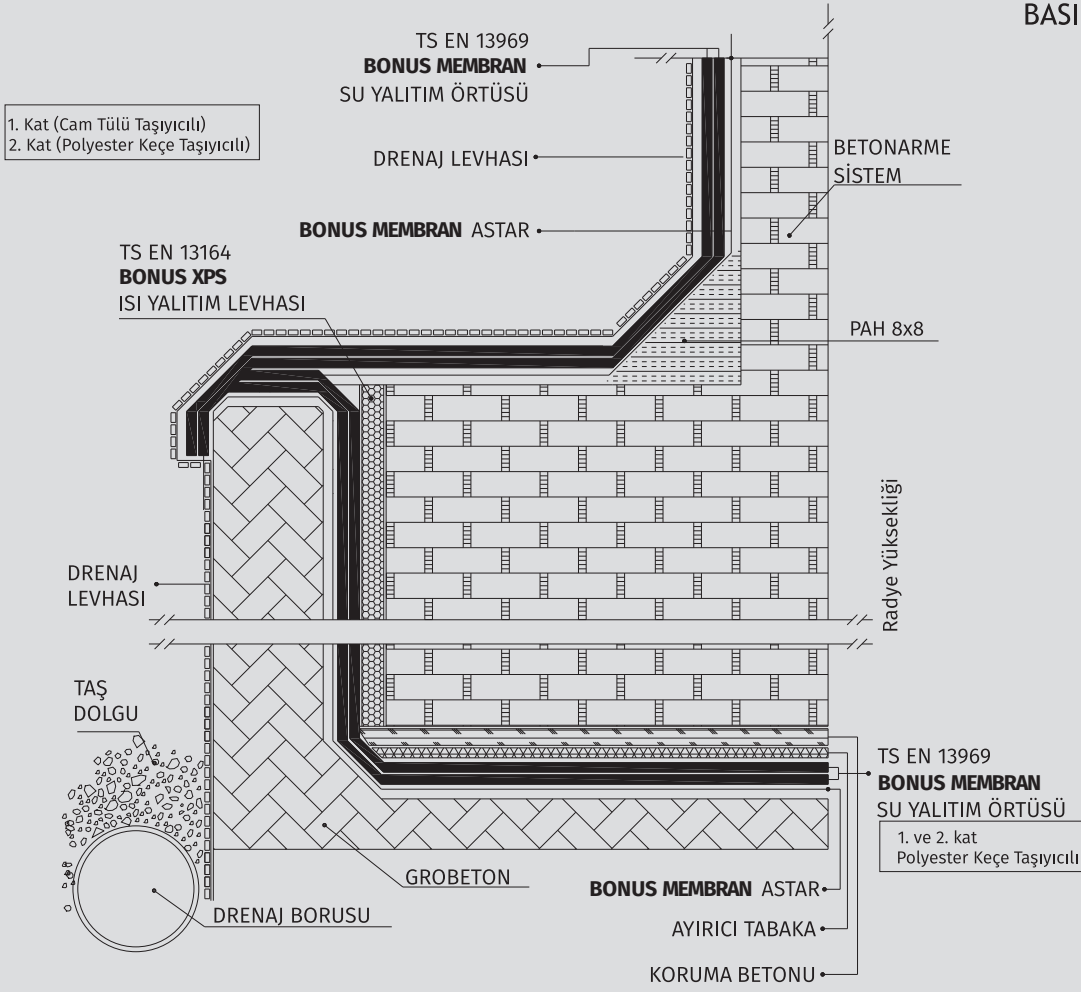 BASI
TS EN 13969
BONUS MEMBRAN
SU YALITIM ÖRTÜSÜ
1. Kat (Cam Tülü Taşıyıcılı)
2. Kat (Polyester Keçe Taşıyıcılı)
DRENAJ LEVHASI
BETONARME
SİSTEM
BONUS MEMBRAN ASTAR
TS EN 13164
BONUS XPS
ISI YALITIM LEVHASI
PAH 8x8
Radye Yüksekliği
DRENAJ
LEVHASI
TAŞ
DOLGU
TS EN 13969
BONUS MEMBRAN
SU YALITIM ÖRTÜSÜ
1. ve 2. kat
Polyester Keçe Taşıyıcılı
GROBETON
BONUS MEMBRAN ASTAR
DRENAJ BORUSU
AYIRICI TABAKA
KORUMA BETONU